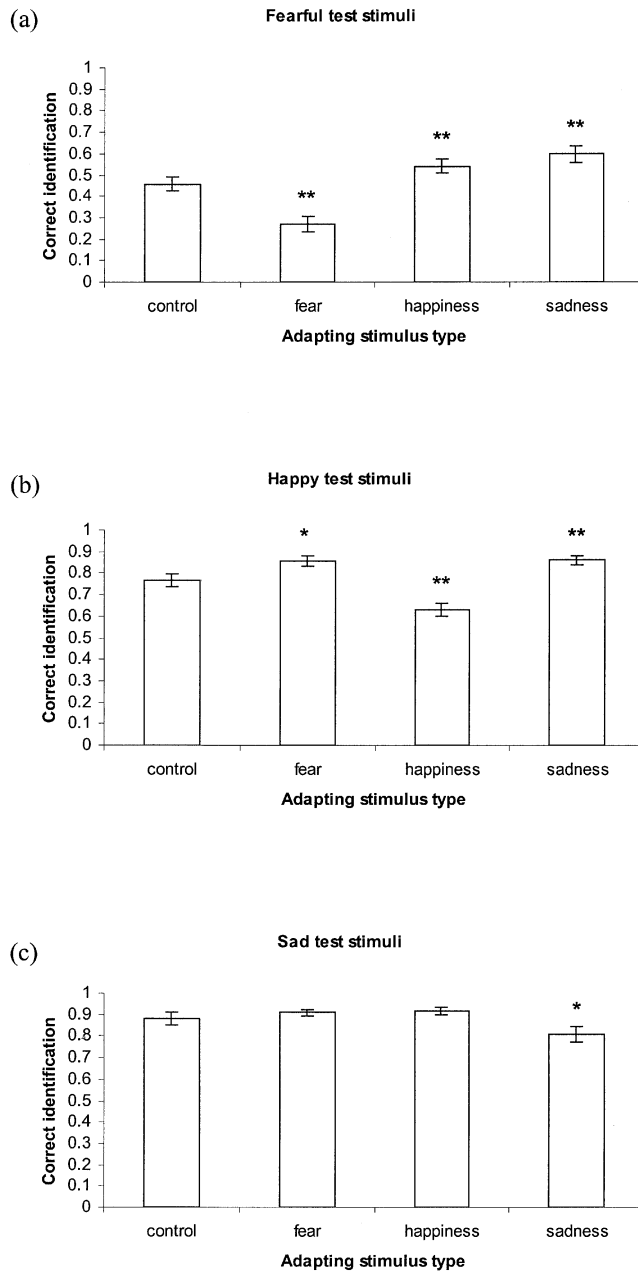 (a)
Fearful test stimuli
Correct identification
1
0.9
0.8
0.7
0.6
0.5
0.4
0.3
0.2
0.1
0
**
**
**
control fear happiness sadness
Adapting stimulus type
(b)
Happy test stimuli
Correct identification
1
0.9
0.8
0.7
0.6
0.5
0.4
0.3
0.2
0.1
0
*
**
**
control fear happiness sadness
Adapting stimulus type
(c)
Sad test stimuli
Correct identification
1
0.9
0.8
0.7
0.6
0.5
0.4
0.3
0.2
0.1
0
*
control fear happiness sadness
Adapting stimulus type